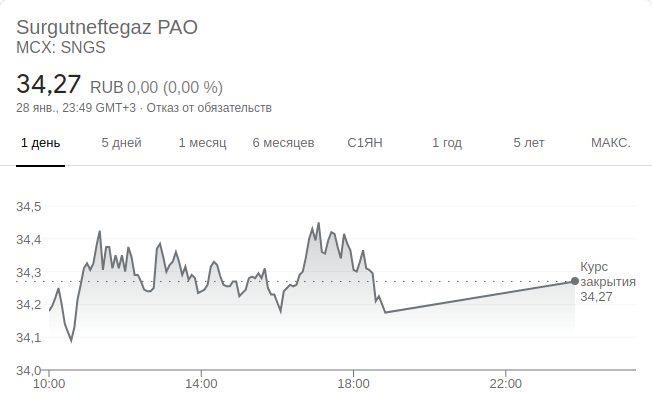 Surgutneftegaz PAO
MCX: SNGS
34,27 RUB 0,00 (0,00 %)
28 янв., 23:49 GMT+3 · Отказ от обязательств
1 день 5 дней 1 месяц 6 месяцев С1ЯН 1 год 5 лет МАКС.
34,5
34,4
34,3
34,2
34,1
34,0
Курс
закрытия
34,27
10:00 14:00 18:00 22:00